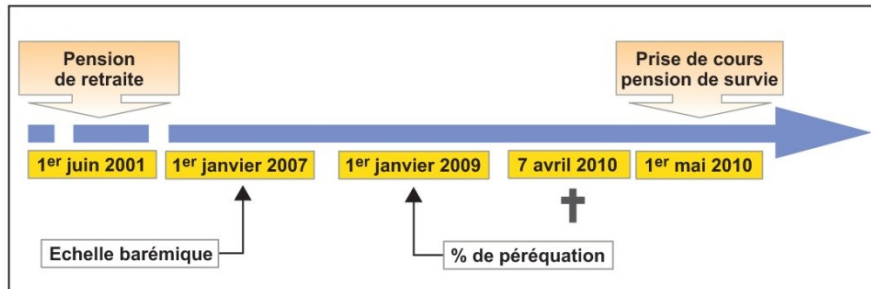 Pension
de retraite
Prise de cours
pension de survie
1er juin 2001
1er janvier 2007
1er janvier 2009
7 avril 2010
1er mai 2010
Echelle barémique
% de péréquation